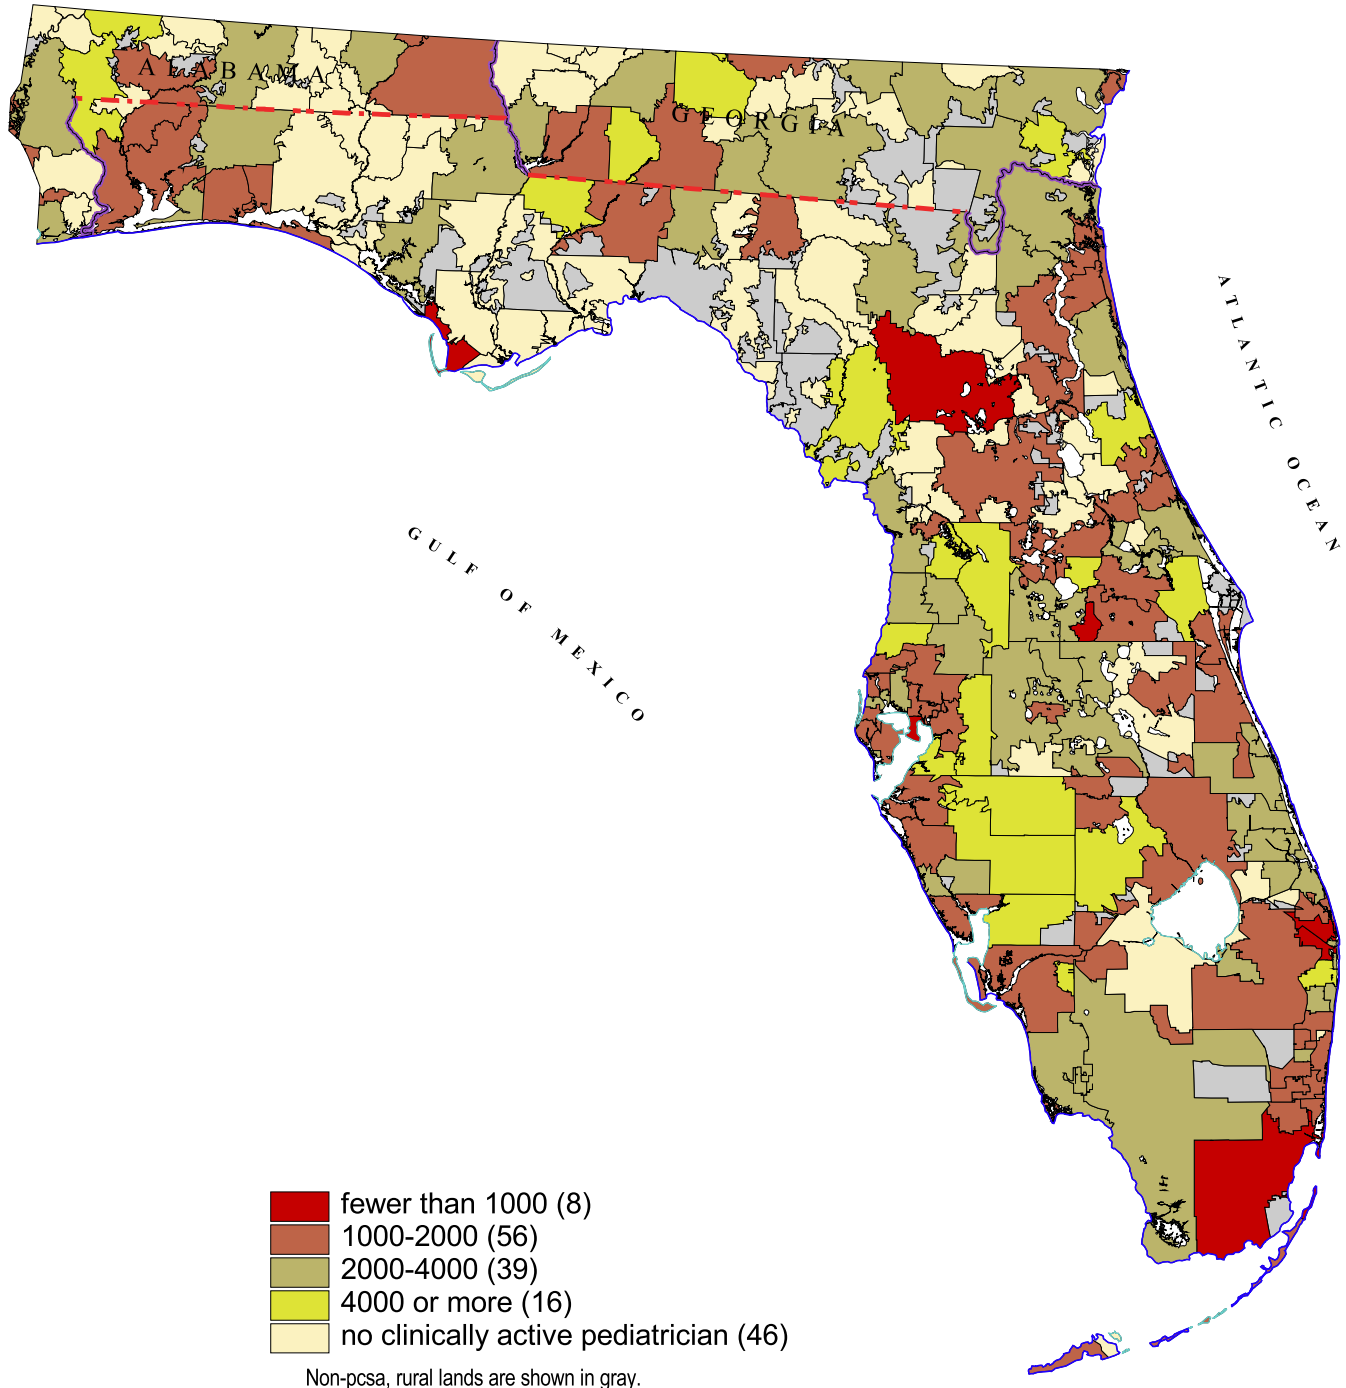 ALABAMA
GEORGIA
ATLANTIC OCEAN
GULF OF MEXICO
fewer than 1000 (8)
1000-2000 (56)
2000-4000 (39)
4000 or more (16)
no clinically active pediatrician (46)
Non-pcsa, rural lands are shown in gray.